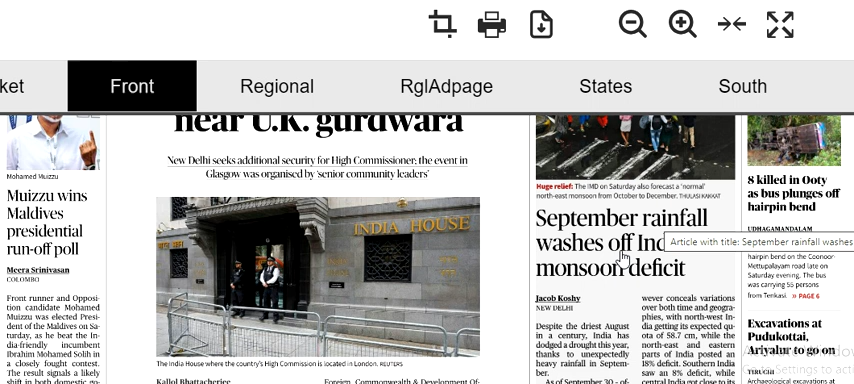 ket
Front
Regional
RglAdpage
States
South
near U.K. gurdwara
New Delhi seeks additional security for High Commissioner; the event in
Glasgow was organised by 'senior community leaders'
INDIA HOUSE
The India House where the country's High Commission is located in London. REUTERS
Kallol Bhattacherjee
Foreign, Commonwealth & Development Of-
Mohamed Muizzu
Muizzu wins
Maldives
presidential
run-off poll
Meera Srinivasan
COLOMBO
Front runner and Opposi-
tion candidate Mohamed
Muizzu was elected Presi-
dent of the Maldives on Sa-
turday, as he beat the In-
dia-friendly incumbent
Ibrahim Mohamed Solih in
a closely fought contest.
The result signals a likely
shift in both domestic go-
Huge relief: The IMD on Saturday also forecast a 'normal'
north-east monsoon from October to December. THULASI KAKKAT
September rainfall
washes off
monsoon deficit
Article with title: September rainfall washes
Jacob Koshy
NEW DELHI
Despite the driest August
in a century, India has
dodged a drought this year,
thanks to unexpectedly
heavy rainfall in Septem-
ber.
As of September 30 - of-
wever conceals variations
over both time and geogra-
phies, with north-west In-
dia getting its expected qu-
ota of 58.7 cm, while the
north-east and eastern
parts of India posted an
18% deficit. Southern India
saw an 8% deficit, while
central India got close to its
8 killed in Ooty
as bus plunges off
hairpin bend
UDHAGAMANDALAM
hairpin bend on the Coonoor-
Mettupalayam road late on
Saturday evening. The bus
was carrying 55 persons
from Tenkasi. » PAGE 6
Excavations at
Pudukottai,
Ariyalur to go on
Archaeological excavations at